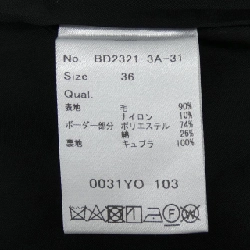 No. BD2321-3A-31
Size 36
Qual.
表地 毛 90%
ナイロン 10%
ボーダー部分 ポリエステル 74%
綿 26%
裏地 キュプラ 100%
0031YO 103